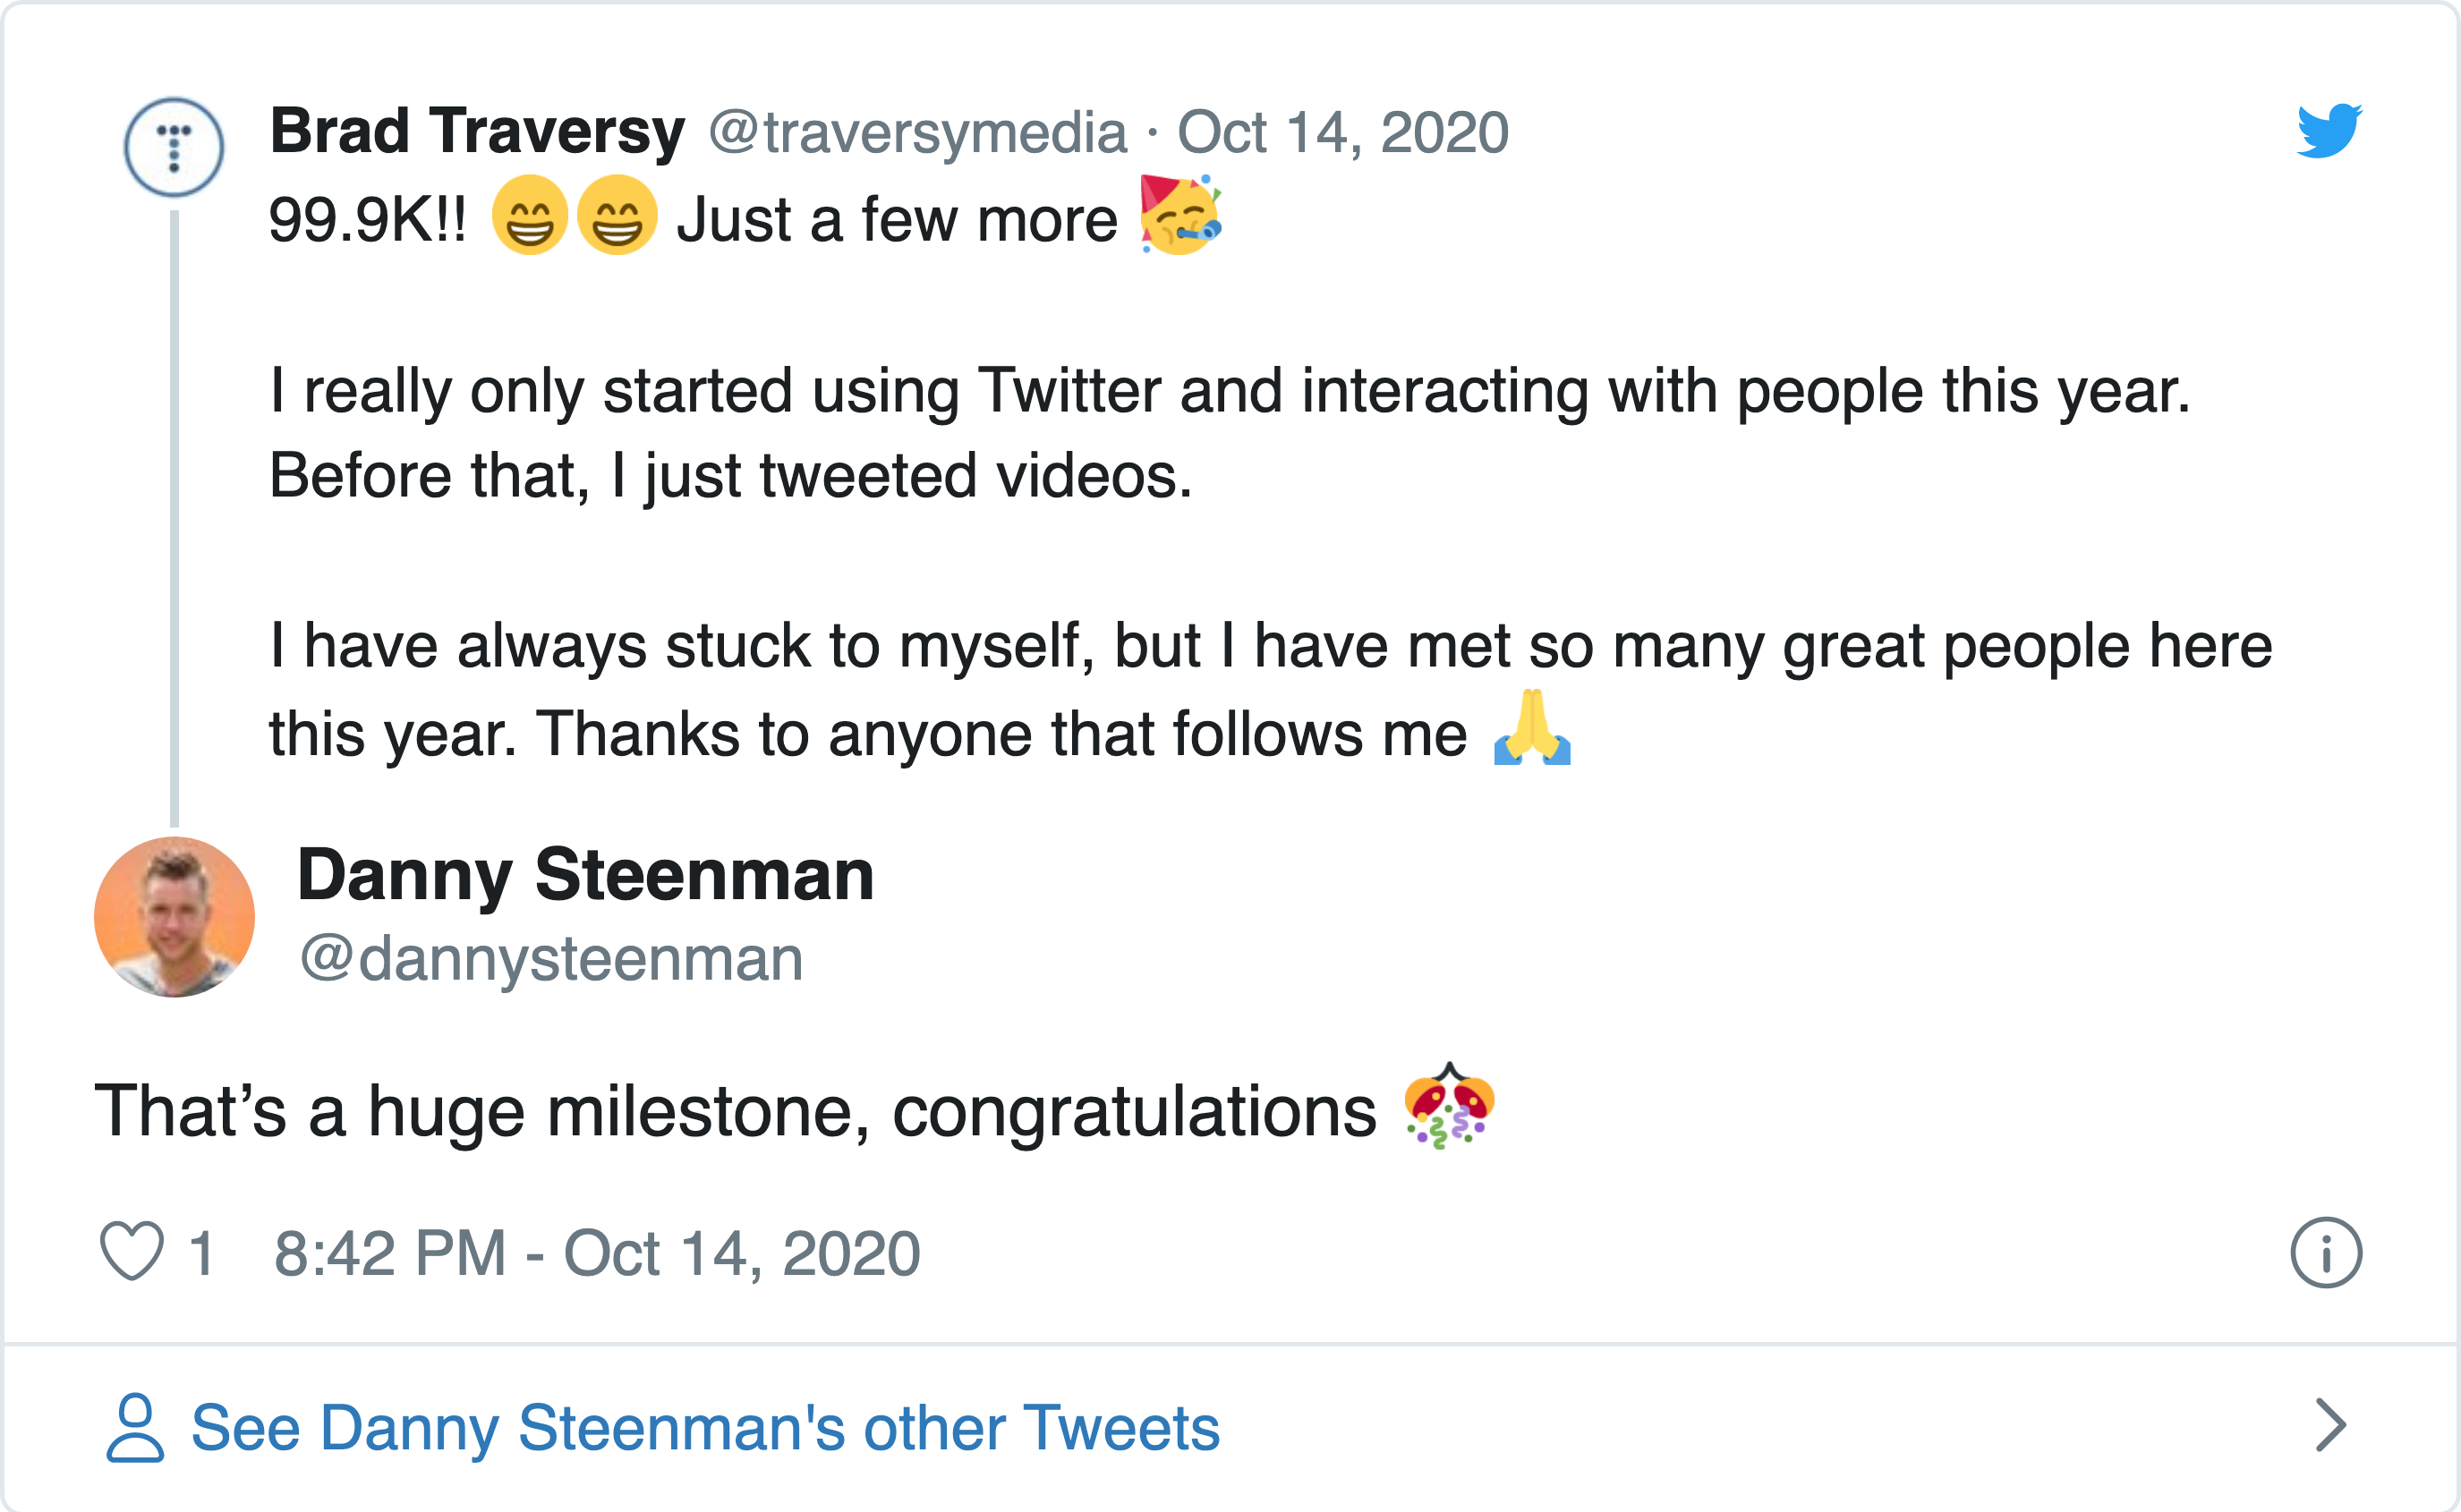 Brad Traversy @traversymedia · Oct 14, 2020
99.9K!! 😁😁 Just a few more 🥳
I really only started using Twitter and interacting with people this year.
Before that, I just tweeted videos.
I have always stuck to myself, but I have met so many great people here
this year. Thanks to anyone that follows me 🙏
Danny Steenman
@dannysteenman
That’s a huge milestone, congratulations 🎊
1 8:42 PM - Oct 14, 2020
See Danny Steenman's other Tweets